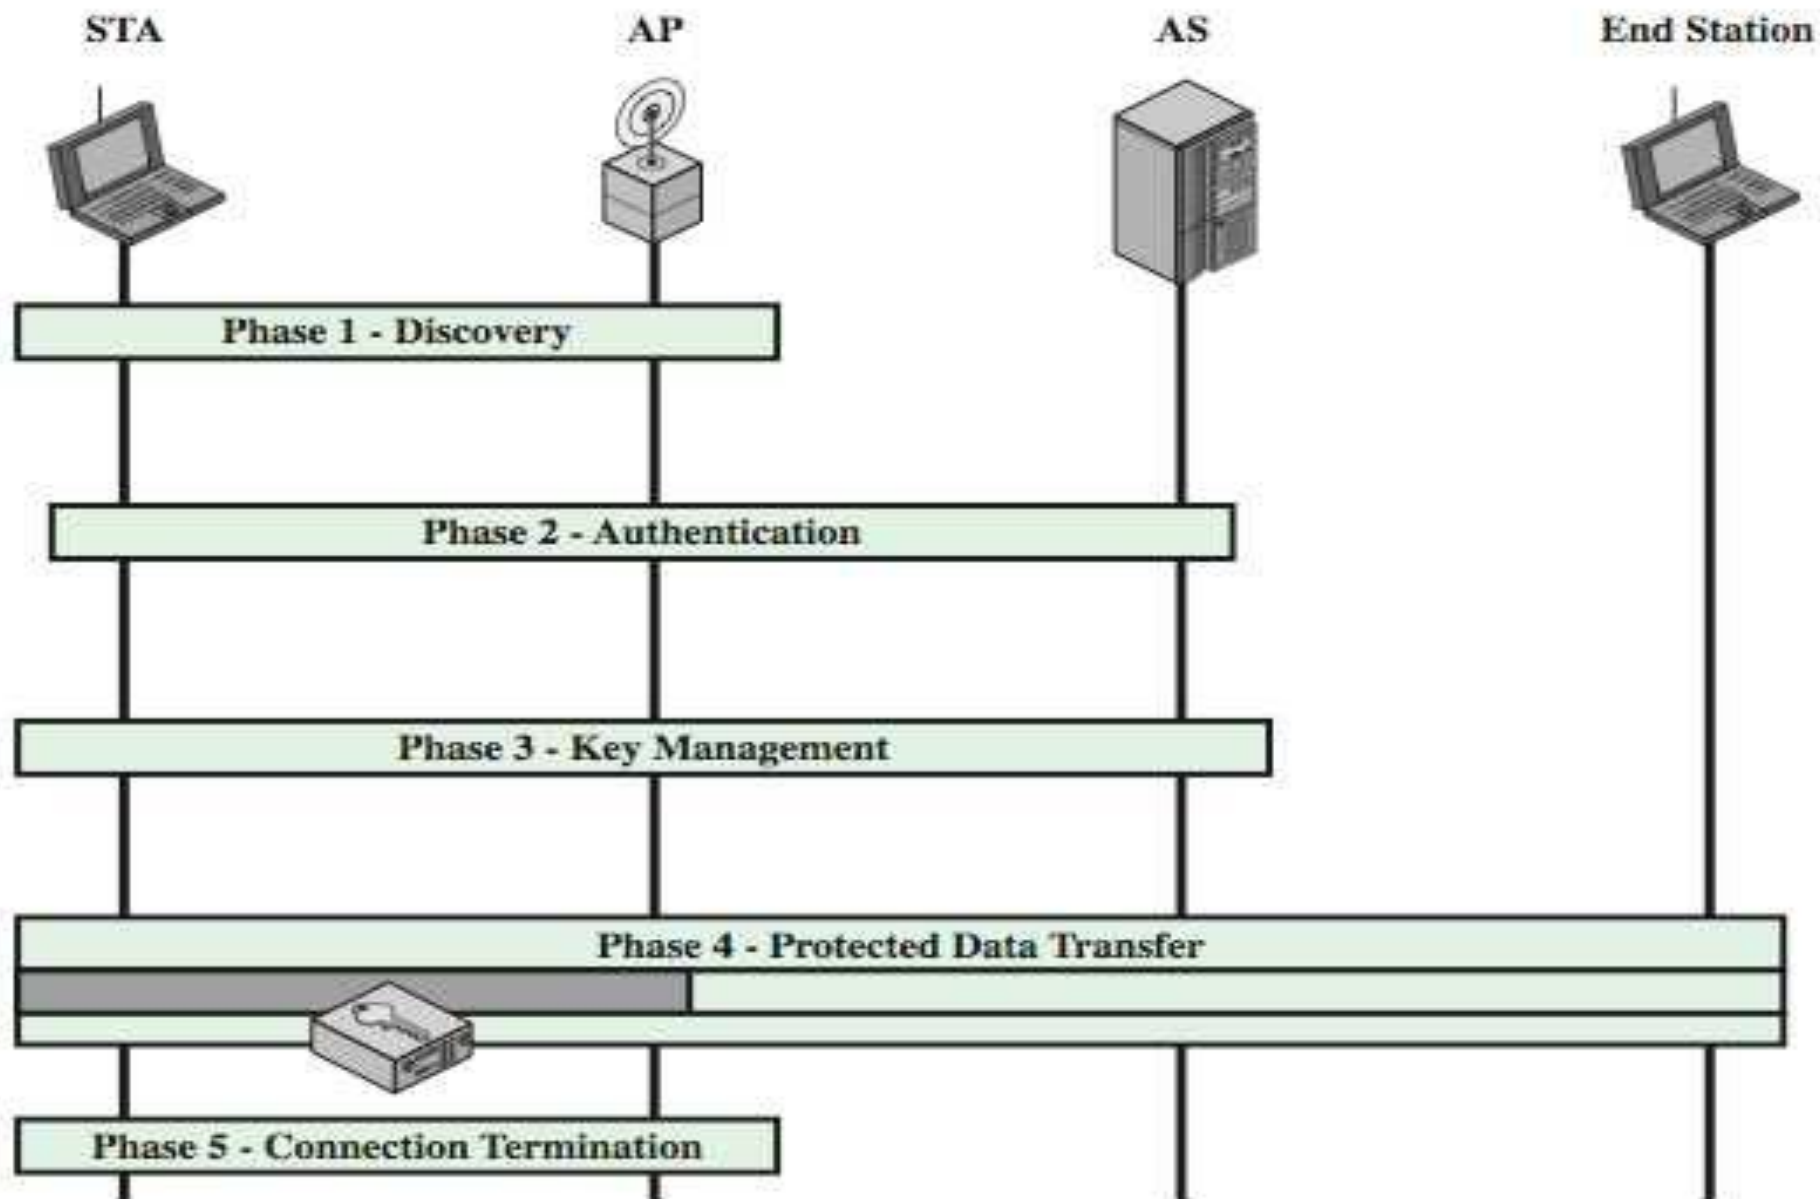 STA
AP
AS
End Station
Phase 1 - Discovery
Phase 2 - Authentication
Phase 3 - Key Management
Phase 4 - Protected Data Transfer
Phase 5 - Connection Termination